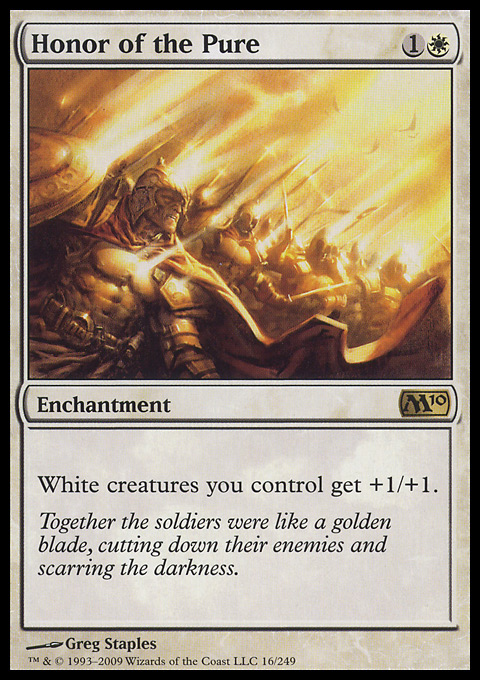 Honor of the Pure 1
Enchantment M10
White creatures you control get +1/+1.
Together the soldiers were like a golden
blade, cutting down their enemies and
scarring the darkness.
Greg Staples
™ & © 1993–2009 Wizards of the Coast LLC 16/249